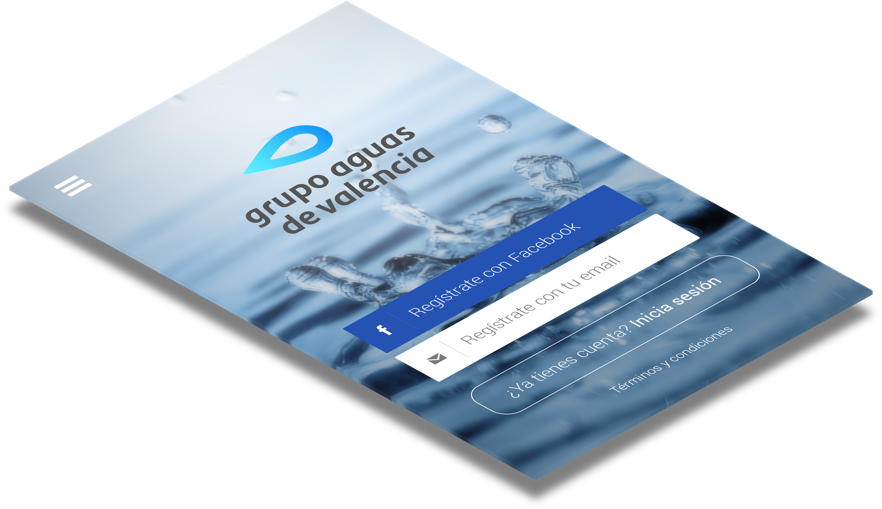 grupo aguas
de valencia
Regístrate con Facebook
Regístrate con tu email
¿Ya tienes cuenta? Inicia sesión
Términos y condiciones